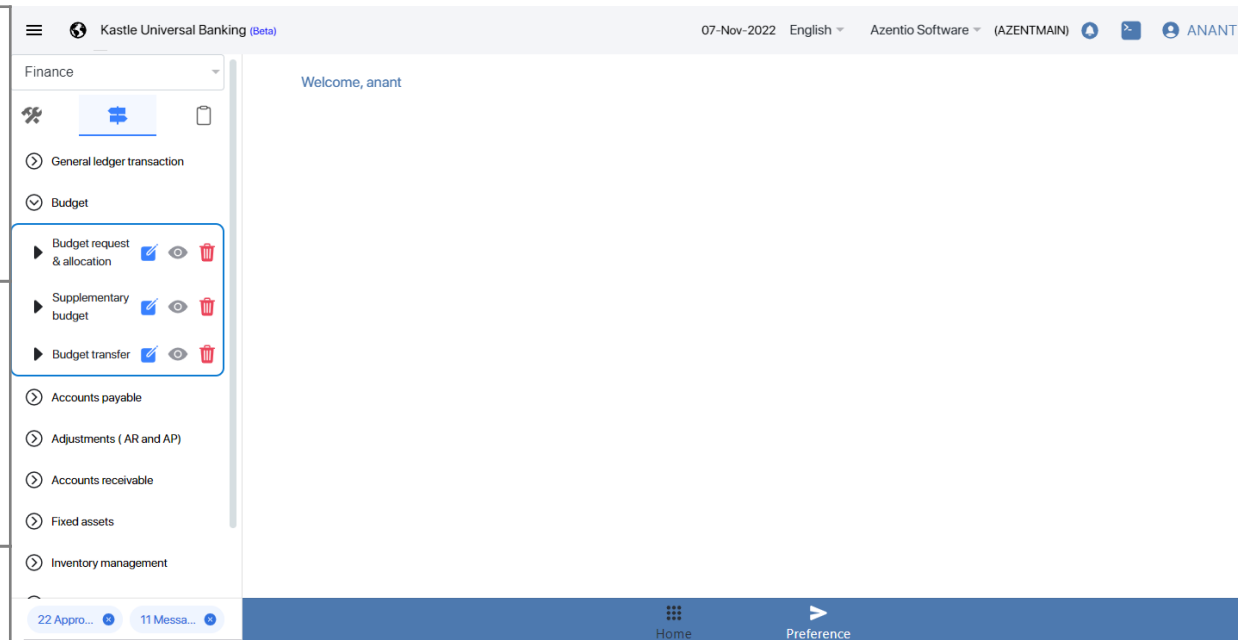 Kastle Universal Banking (Beta)
07-Nov-2022 English Azentio Software (AZENTMAIN) ANANT
Finance
Welcome, anant
General ledger transaction
Budget
Budget request
& allocation
Supplementary
budget
Budget transfer
Accounts payable
Adjustments ( AR and AP)
Accounts receivable
Fixed assets
Inventory management
22 Appro... 11 Messa...
Home Preference